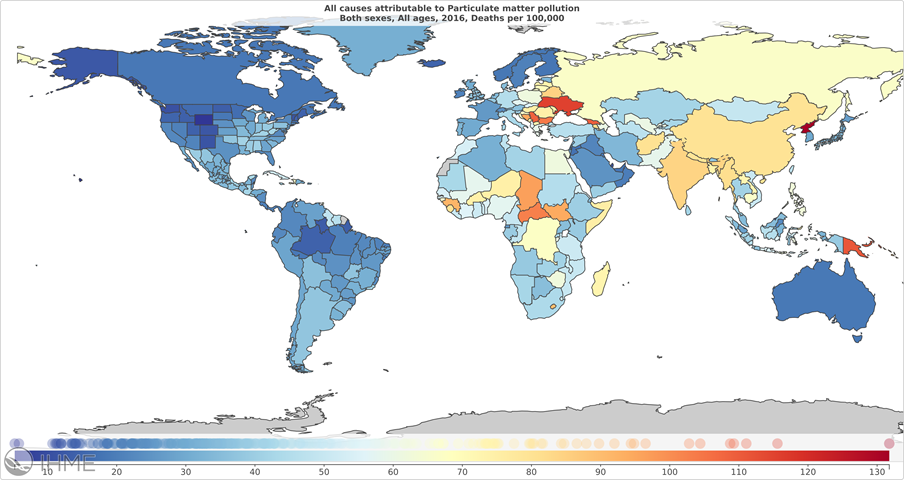 All causes attributable to Particulate matter pollution
Both sexes, All ages, 2016, Deaths per 100,000
IHME
10 20 30 40 50 60 70 80 90 100 110 120 130